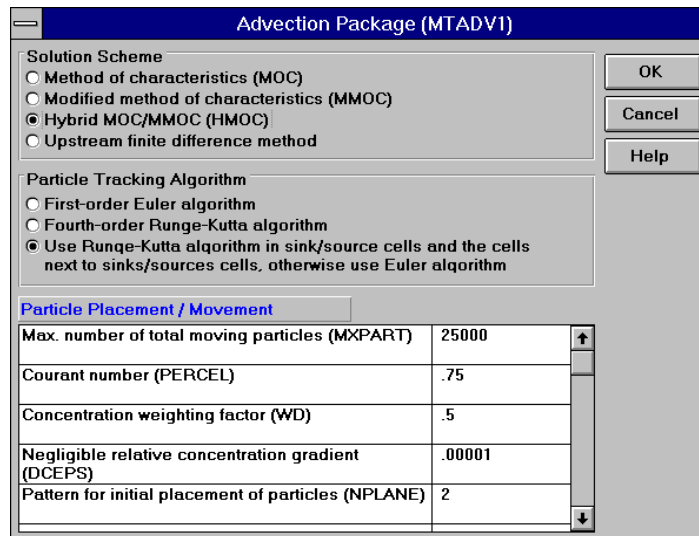 Advection Package (MTADV1)
Solution Scheme
Method of characteristics (MOC)
Modified method of characteristics (MMOC)
Hybrid MOC/MMOC (HMOC)
Upstream finite difference method
OK
Cancel
Help
Particle Tracking Algorithm
First-order Euler algorithm
Fourth-order Runge-Kutta algorithm
Use Runge-Kutta algorithm in sink/source cells and the cells
next to sinks/sources cells, otherwise use Euler algorithm
Particle Placement / Movement
Max. number of total moving particles (MXPART) 25000
Courant number (PERCEL) .75
Concentration weighting factor (WD) .5
Negligible relative concentration gradient .00001
(DCEPS)
Pattern for initial placement of particles (NPLANE) 2